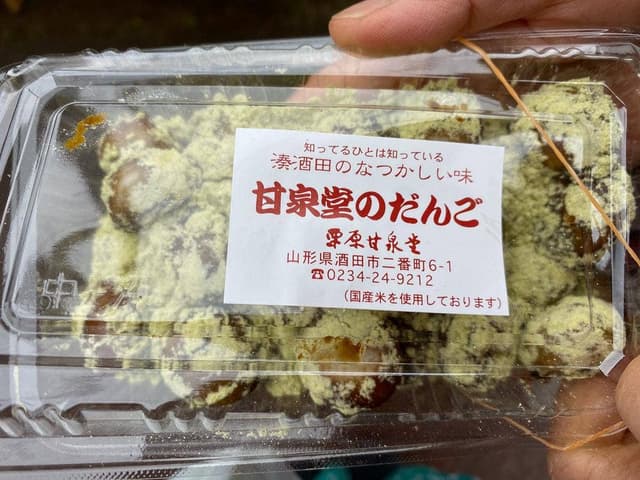 知ってるひとは知っている
湊酒田のなつかしい味
甘泉堂のだんご
栗原甘泉堂
山形県酒田市二番町6-1
☎0234-24-9212
(国産米を使用しております)